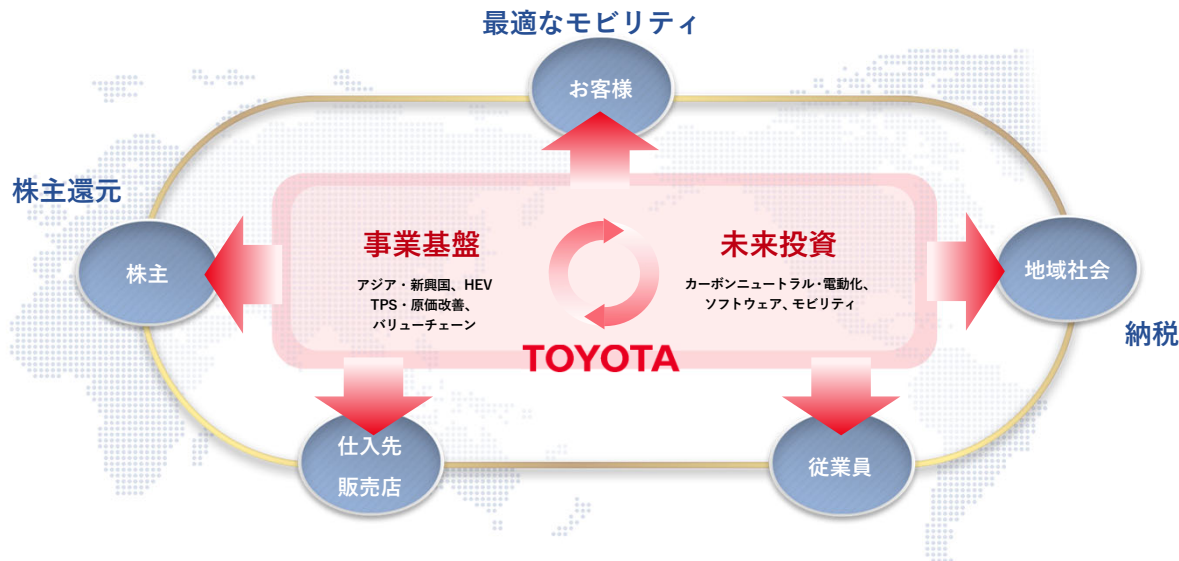 最適なモビリティ
お客様
株主還元
株主
事業基盤
アジア・新興国、HEV
TPS・原価改善、
バリューチェーン
未来投資
カーボンニュートラル・電動化、
ソフトウェア、モビリティ
地域社会
納税
TOYOTA
仕入先
販売店
従業員